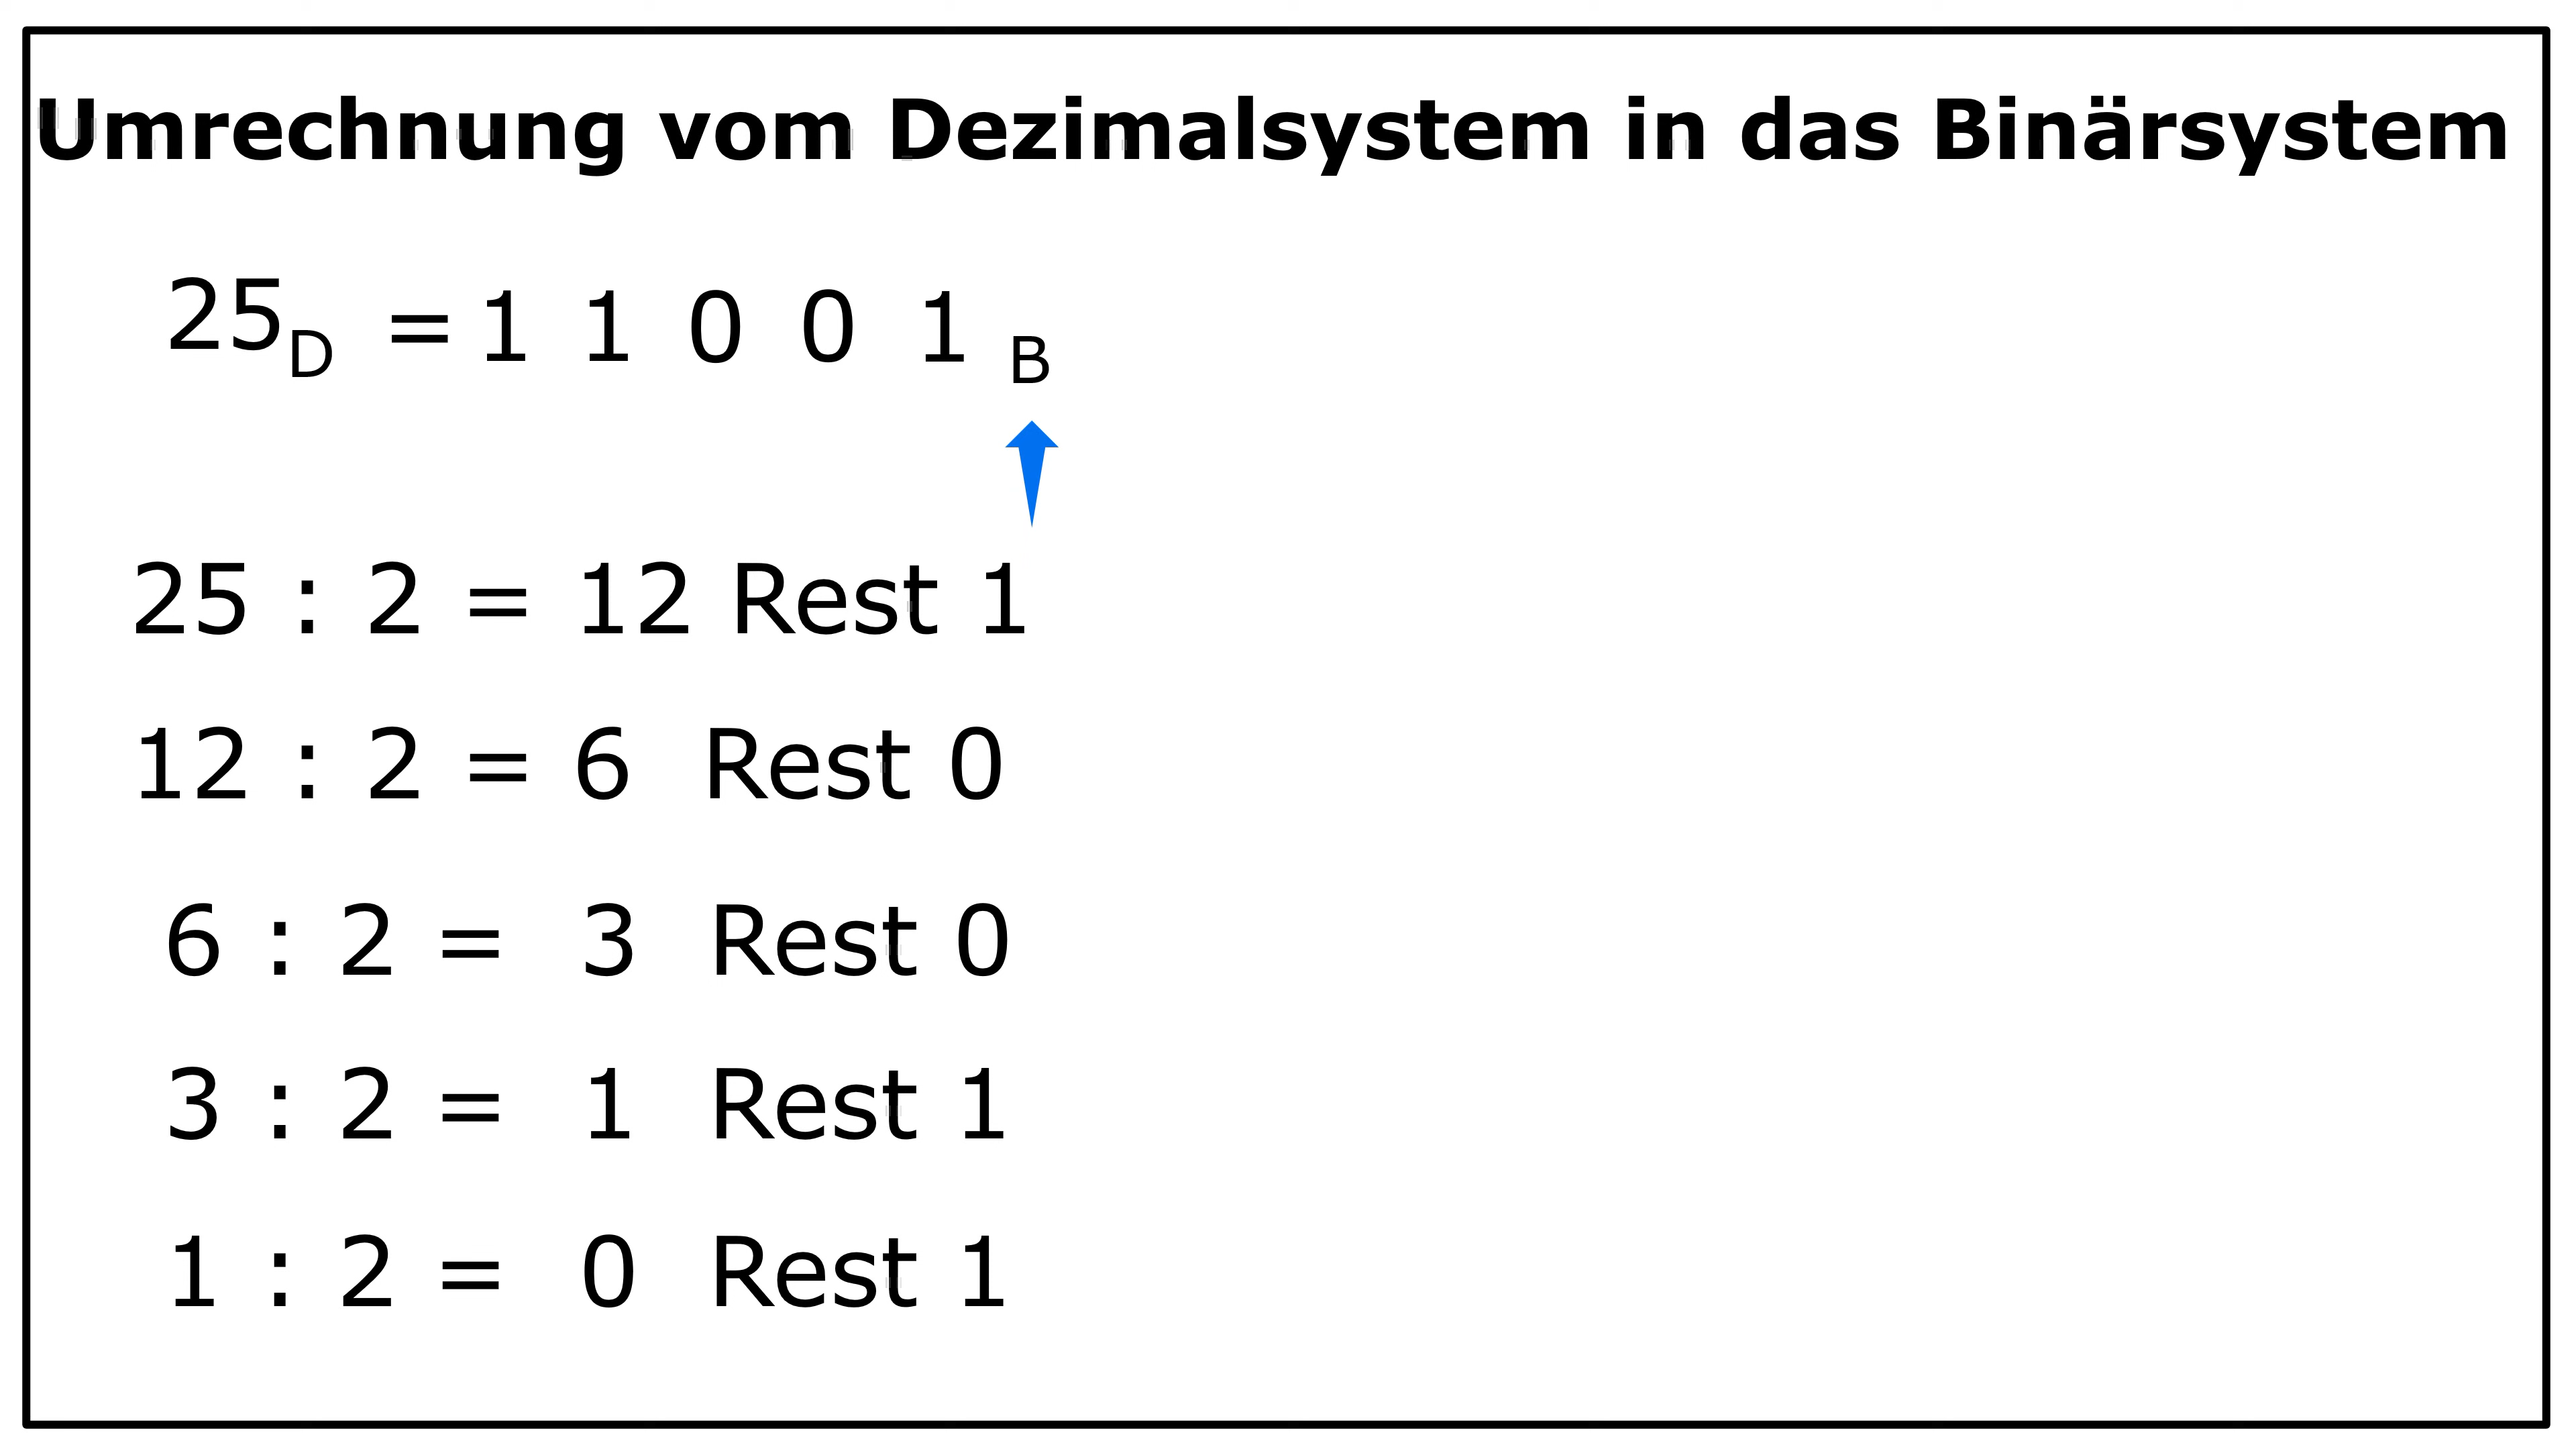 Umrechnung vom Dezimalsystem in das Binärsystem
25D = 1 1 0 0 1 B
25 : 2 = 12 Rest 1
12 : 2 = 6 Rest 0
6 : 2 = 3 Rest 0
3 : 2 = 1 Rest 1
1 : 2 = 0 Rest 1